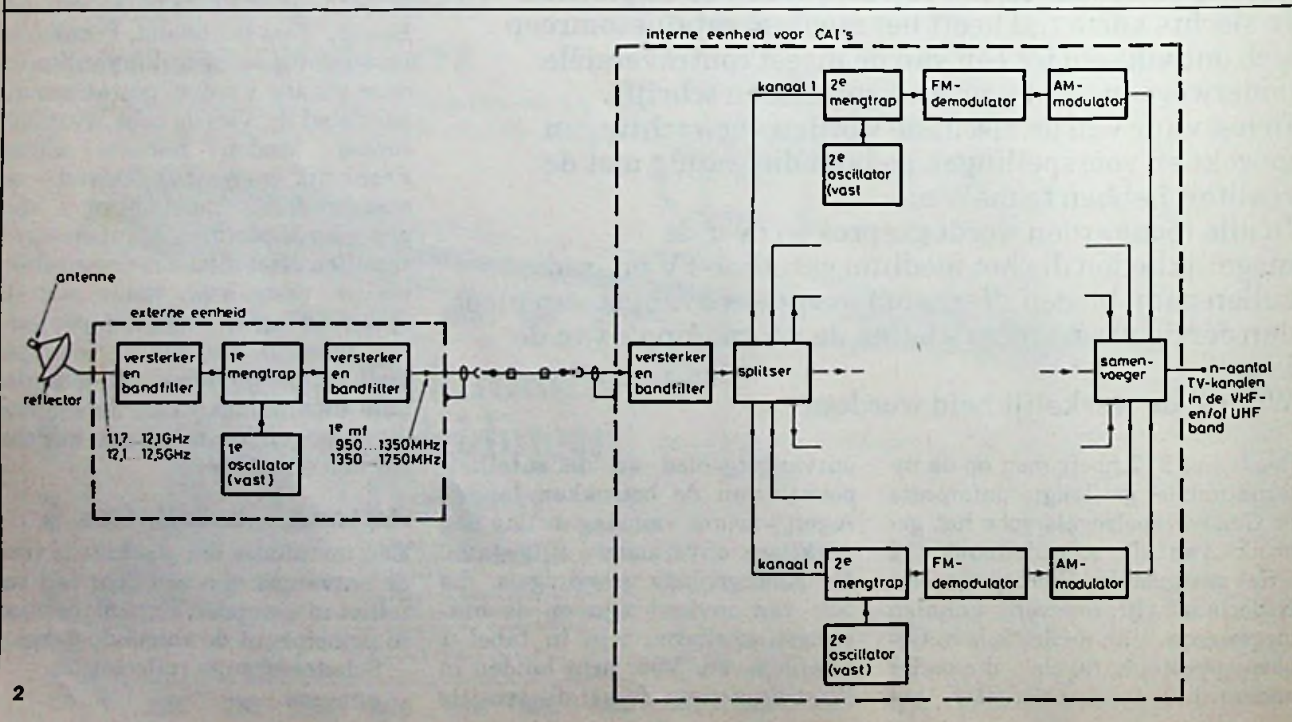 interne eenheid voor CAI's
kanaal 1
2e
mengtrap
FM-
demodulator
AM-
modulator
2e
oscillator
(vast
antenne
reflector
externe eenheid
versterker
en
bandfilter
1e
mengtrap
versterker
en
bandfilter
11,7...12,1GHz
12,1...12,5GHz
1e
oscillator
(vast)
1e mf
950...1350MHz
1350...1750MHz
versterker
en
bandfilter
splitser
samen-
voeger
n-aantal
TV-kanalen
in de VHF-
en/of UHF
band
kanaal n
2e
mengtrap
FM-
demodulator
AM-
modulator
2e
oscillator
(vast)
2